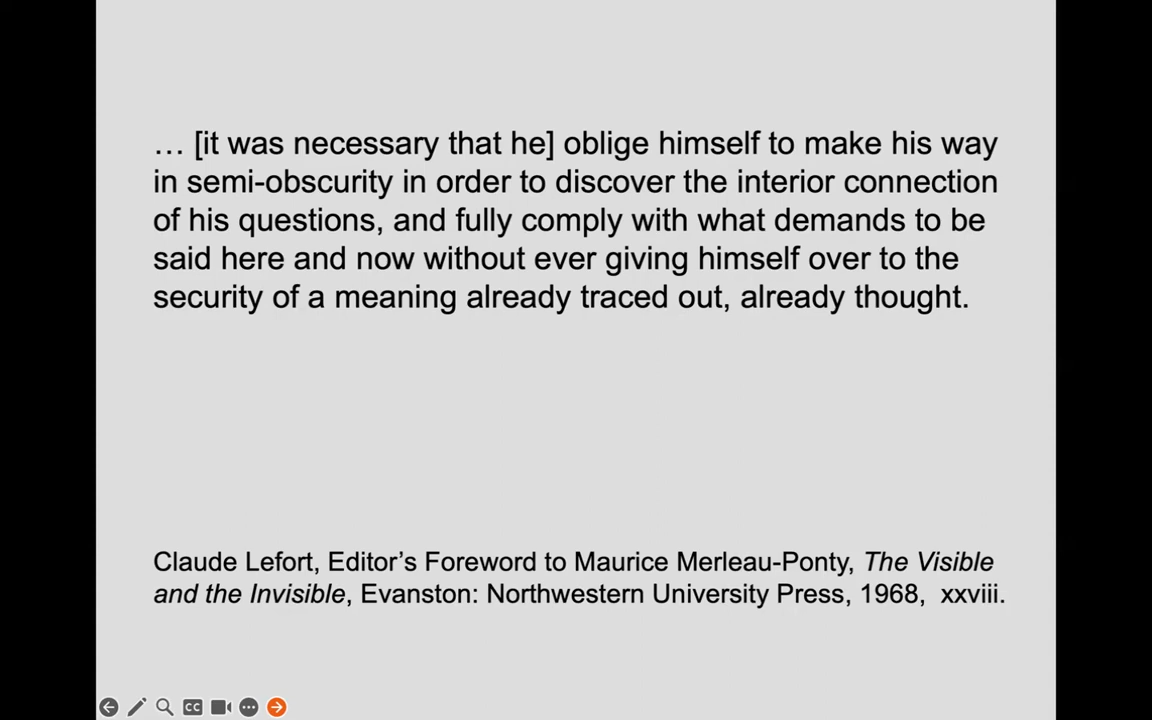 … [it was necessary that he] oblige himself to make his way
in semi-obscurity in order to discover the interior connection
of his questions, and fully comply with what demands to be
said here and now without ever giving himself over to the
security of a meaning already traced out, already thought.
Claude Lefort, Editor’s Foreword to Maurice Merleau-Ponty, The Visible
and the Invisible, Evanston: Northwestern University Press, 1968,  xxviii.
CC